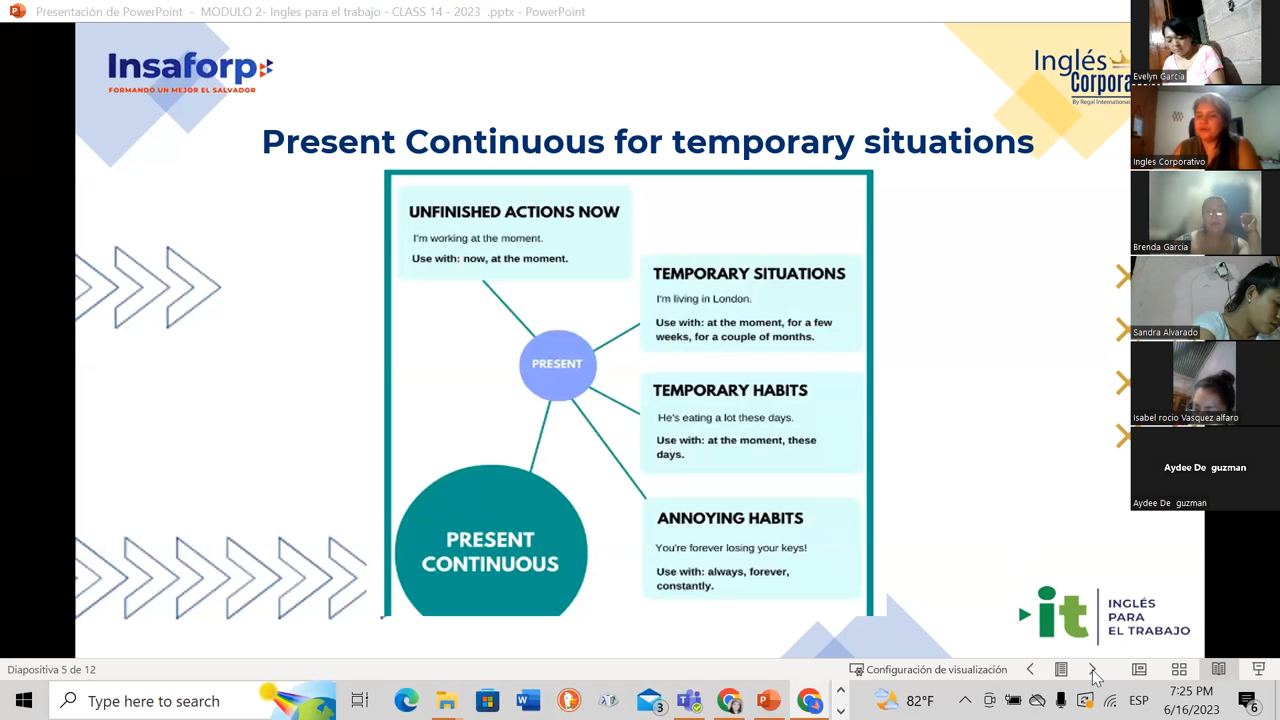 Presentación de PowerPoint - MODULO 2- Ingles para el trabajo - CLASS 14 - 2023 .pptx - PowerPoint
Insaforp
FORMANDO UN MEJOR EL SALVADOR
Inglés
Corpora
By Regal International
Present Continuous for temporary situations
UNFINISHED ACTIONS NOW
I'm working at the moment.
Use with: now, at the moment.
TEMPORARY SITUATIONS
I'm living in London.
Use with: at the moment, for a few
weeks, for a couple of months.
PRESENT
TEMPORARY HABITS
He's eating a lot these days.
Use with: at the moment, these
days.
ANNOYING HABITS
You're forever losing your keys!
Use with: always, forever,
constantly.
PRESENT
CONTINUOUS
it
INGLÉS
PARA
EL TRABAJO
Evelyn García
Ingles Corporativo
Brenda Garcia
Sandra Alvarado
Isabel rocio Vasquez alfaro
Aydee De guzman
Aydee De guzman
Diapositiva 5 de 12
Configuración de visualización
Type here to search
3
82°F
ESP
7:25 PM
6/16/2023
6